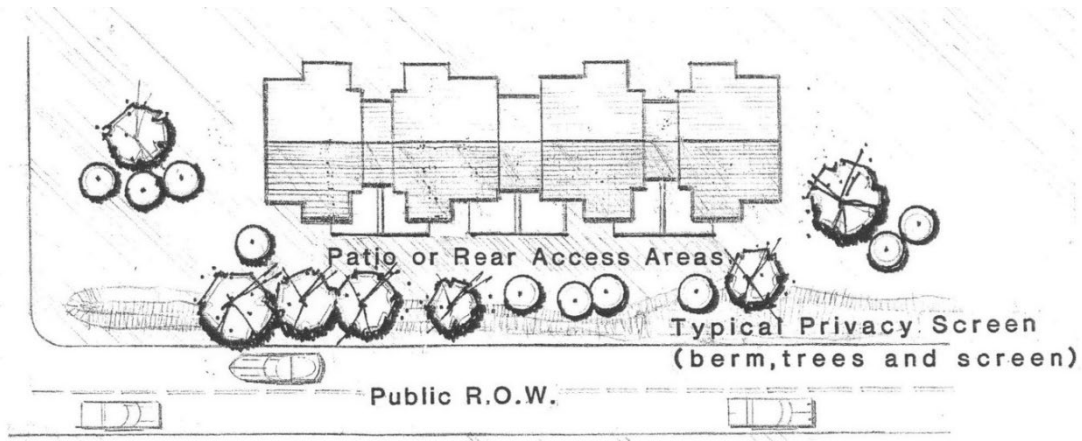 Patio or Rear Access Areas
Typical Privacy Screen
(berm,trees and screen)
Public R.O.W.